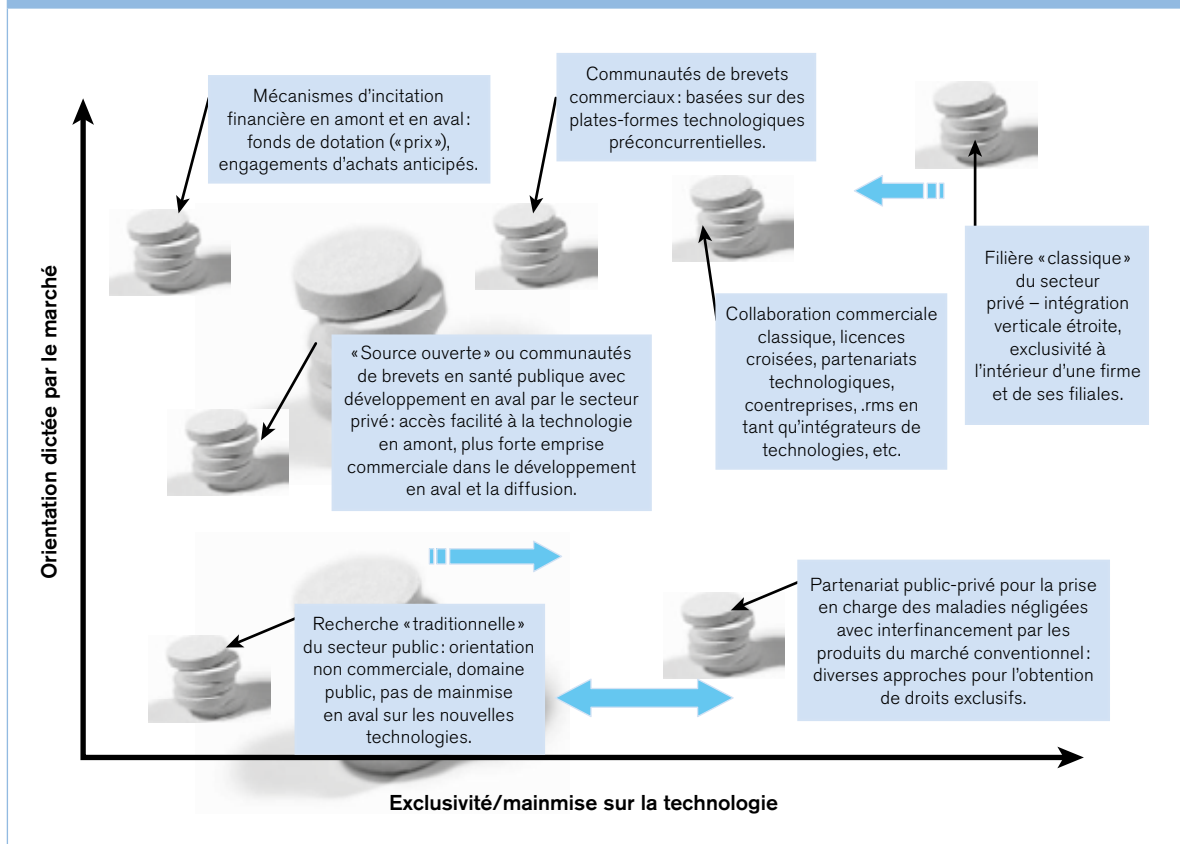 Mécanismes d'incitation
financière en amont et en aval :
fonds de dotation (« prix »),
engagements d'achats anticipés.
Communautés de brevets
commerciaux : basées sur des
plates-formes technologiques
préconcurrentielles.
Filière « classique »
du secteur
privé – intégration
verticale étroite,
exclusivité à
l'intérieur d'une firme
et de ses filiales.
Collaboration commerciale
classique, licences
croisées, partenariats
technologiques,
coentreprises, .rms en
tant qu'intégrateurs de
technologies, etc.
« Source ouverte » ou communautés
de brevets en santé publique avec
développement en aval par le secteur
privé : accès facilité à la technologie
en amont, plus forte emprise
commerciale dans le développement
en aval et la diffusion.
Recherche « traditionnelle »
du secteur public : orientation
non commerciale, domaine
public, pas de mainmise
en aval sur les nouvelles
technologies.
Partenariat public-privé pour la prise
en charge des maladies négligées
avec interfinancement par les
produits du marché conventionnel :
diverses approches pour l'obtention
de droits exclusifs.
Orientation dictée par le marché
Exclusivité/mainmise sur la technologie